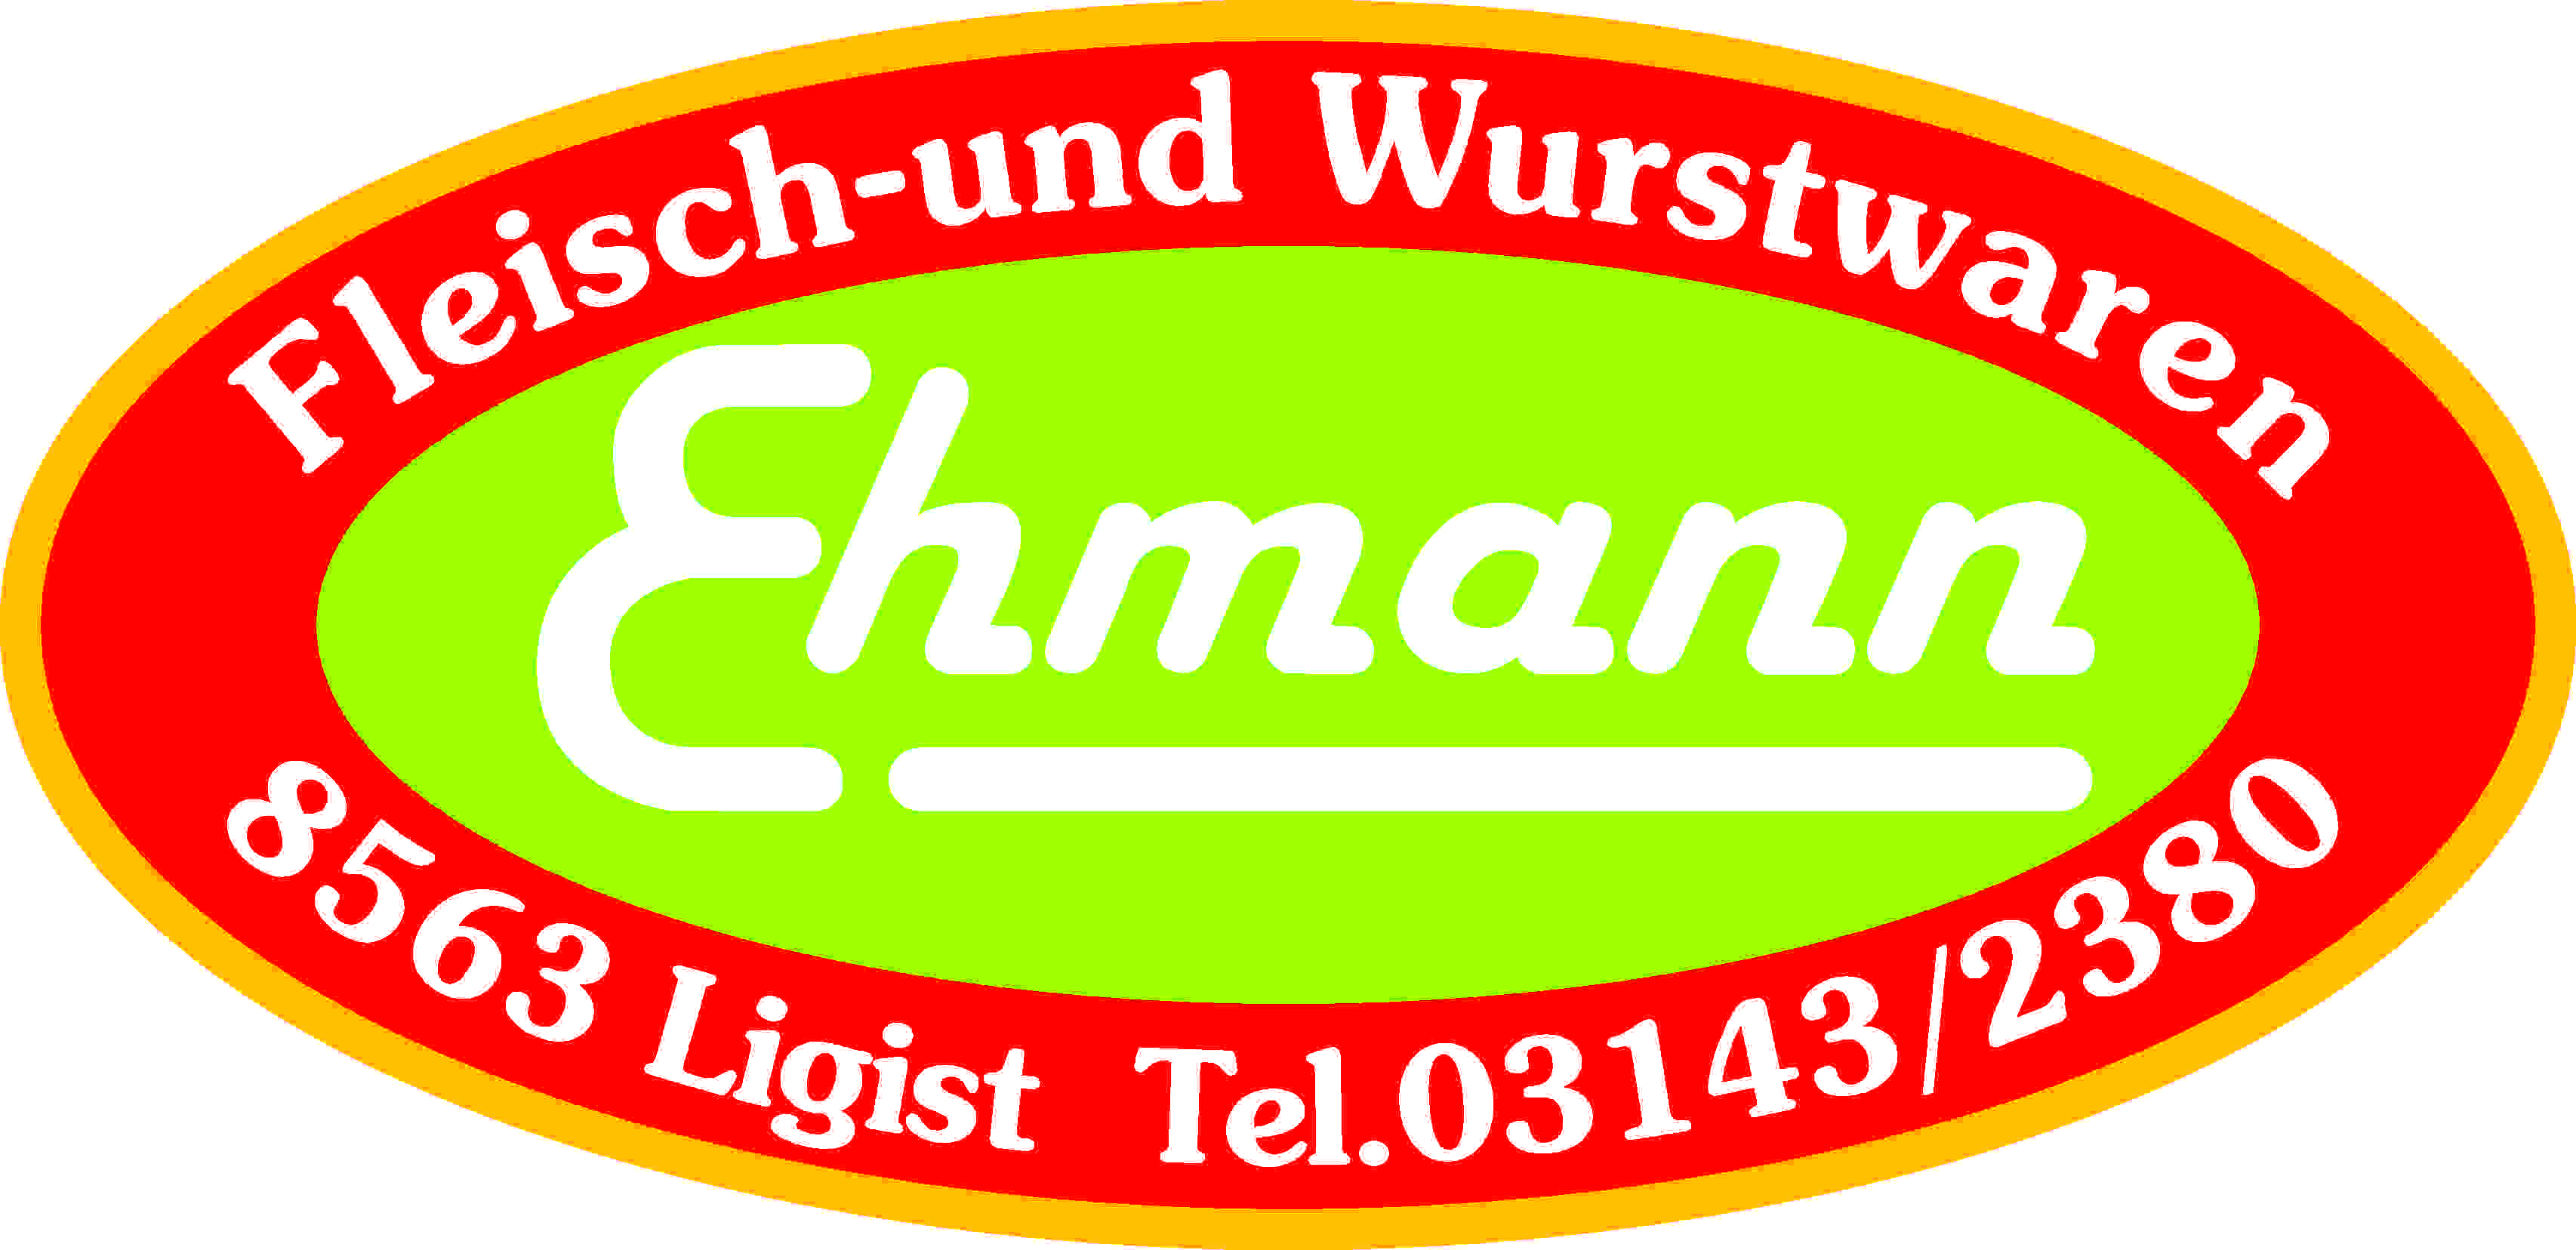 Fleisch-und Wurstwaren
Ehmann
8563 Ligist Tel.03143/2380